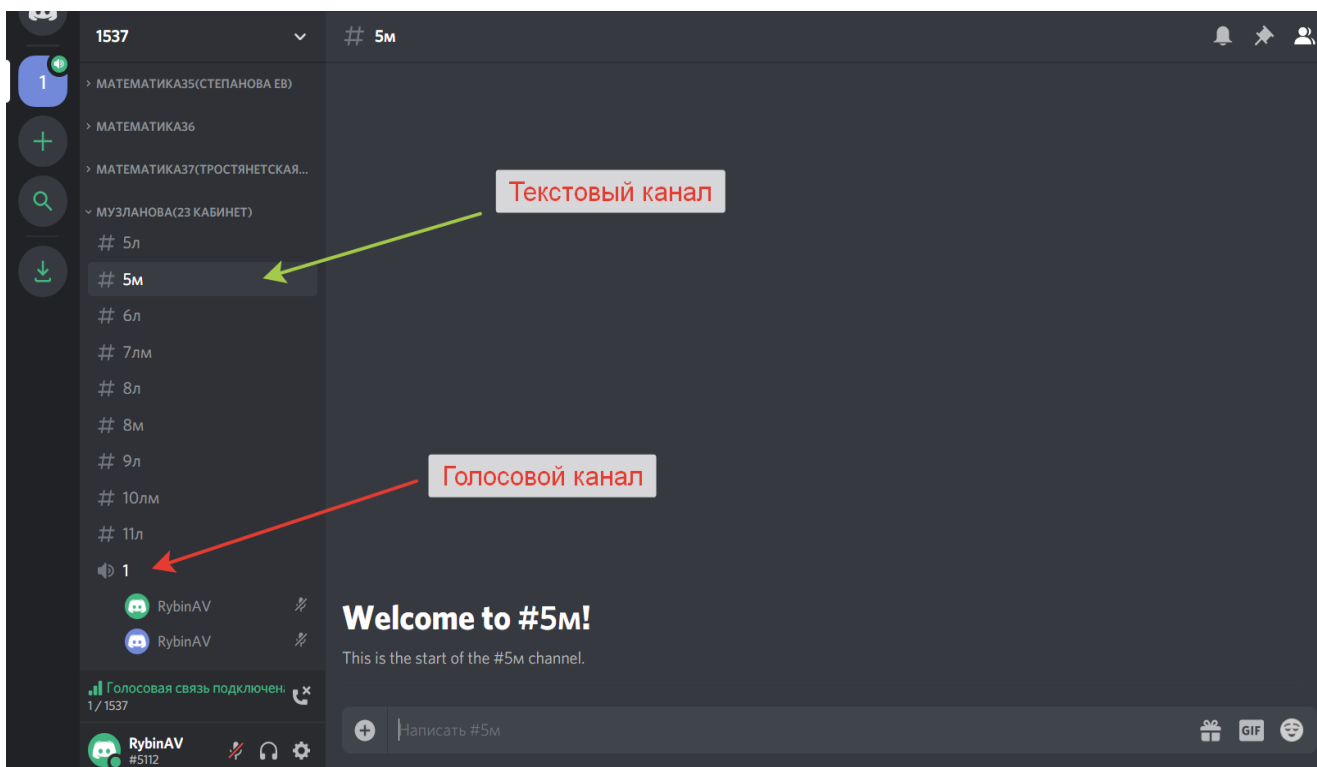 1537
# 5м
1
МАТЕМАТИКА35(СТЕПАНОВА ЕВ)
МАТЕМАТИКА36
МАТЕМАТИКА37(ТРОСТЯНЕТСКАЯ...
МУЗЛАНОВА(23 КАБИНЕТ)
# 5л
# 5м
# 6л
# 7лм
# 8л
# 8м
# 9л
# 10лм
# 11л
1
RybinAV
RybinAV
Голосовая связь подключен
1 / 1537
RybinAV
#5112
Текстовый канал
Голосовой канал
Welcome to #5м!
This is the start of the #5м channel.
Написать #5м
GIF